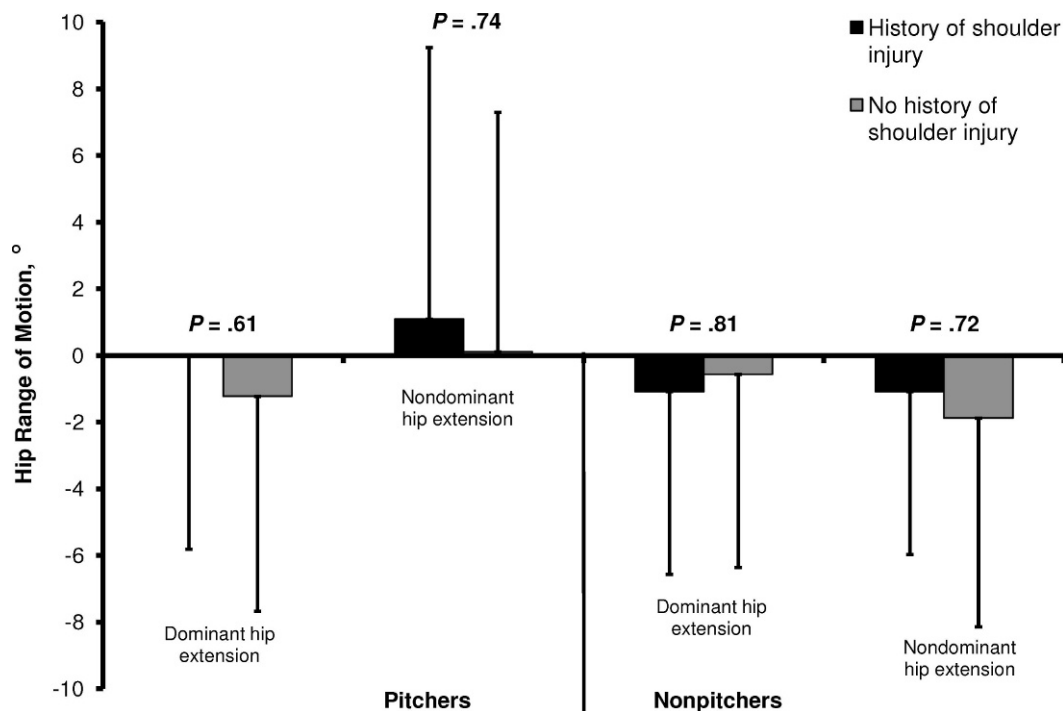 10
8
6
4
2
0
-2
-4
-6
-8
-10
Hip Range of Motion, °
P = .61
P = .74
P = .81
P = .72
History of shoulder
injury
No history of
shoulder injury
Dominant hip
extension
Nondominant
hip extension
Dominant hip
extension
Nondominant
hip extension
Pitchers
Nonpitchers